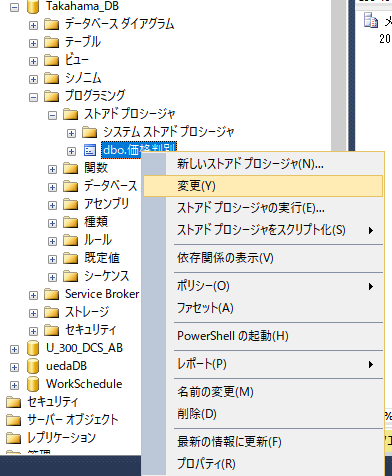 Takahama_DB
データベース ダイアグラム
テーブル
ビュー
シノニム
プログラミング
ストアド プロシージャ
システム ストアド プロシージャ
dbo.価格判別
関数
データベース
アセンブリ
種類
ルール
既定値
シーケンス
Service Broker
ストレージ
セキュリティ
U_300_DCS_AB
uedaDB
WorkSchedule
セキュリティ
サーバー オブジェクト
レプリケーション
管理
新しいストアド プロシージャ(N)...
変更(Y)
ストアド プロシージャの実行(E)...
ストアド プロシージャをスクリプト化(S)
依存関係の表示(V)
ポリシー(O)
ファセット(A)
PowerShell の起動(H)
レポート(P)
名前の変更(M)
削除(D)
最新の情報に更新(F)
プロパティ(R)
メ
20
%